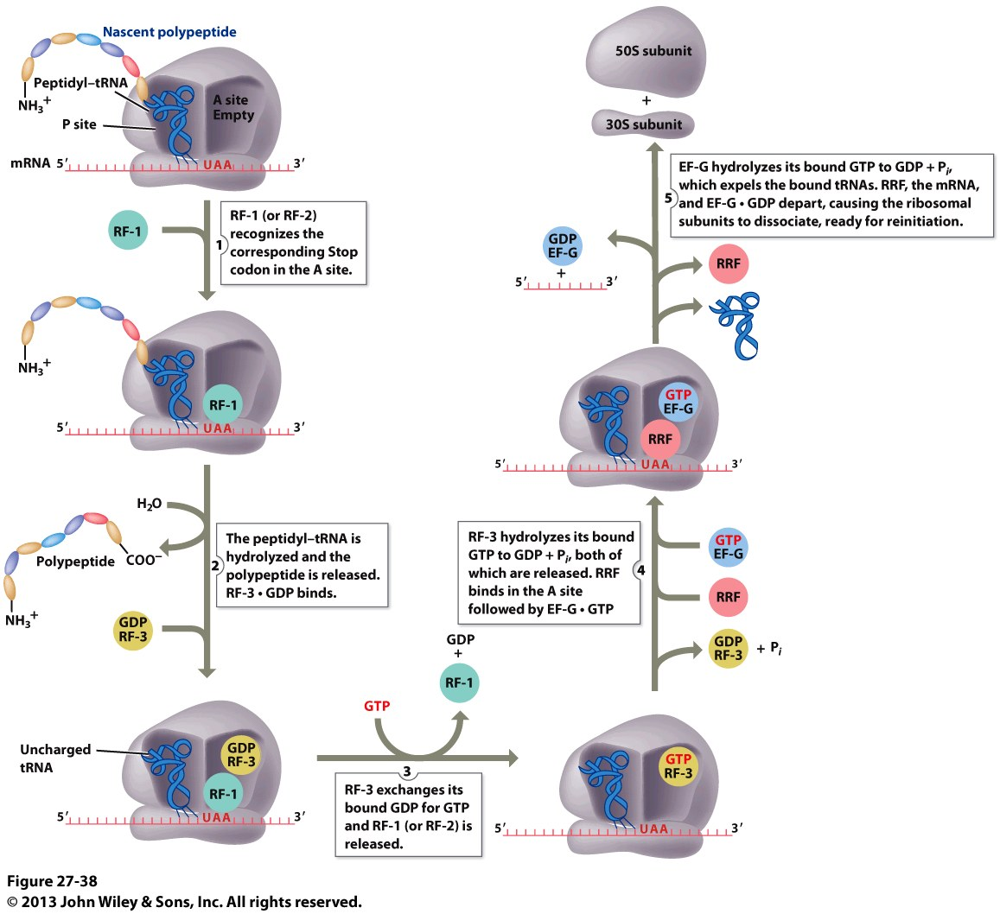 Nascent polypeptide
Peptidyl–tRNA
NH3+
P site
A site
Empty
mRNA 5′ UAA 3′
RF-1
1
RF-1 (or RF-2)
recognizes the
corresponding Stop
codon in the A site.
NH3+
RF-1
5′ UAA 3′
H2O
Polypeptide COO–
NH3+
2
The peptidyl–tRNA is
hydrolyzed and the
polypeptide is released.
RF-3 • GDP binds.
GDP
RF-3
Uncharged
tRNA
GDP
RF-3
RF-1
5′ UAA 3′
GTP
GDP
+
RF-1
3
RF-3 exchanges its
bound GDP for GTP
and RF-1 (or RF-2) is
released.
GTP
RF-3
5′ UAA 3′
GDP
RF-3 + Pi
RRF
GTP
EF-G
4
RF-3 hydrolyzes its bound
GTP to GDP + Pi, both of
which are released. RRF
binds in the A site
followed by EF-G • GTP
GTP
EF-G
RRF
5′ UAA 3′
RRF
GDP
EF-G
+
5′ 3′
5
EF-G hydrolyzes its bound GTP to GDP + Pi,
which expels the bound tRNAs. RRF, the mRNA,
and EF-G • GDP depart, causing the ribosomal
subunits to dissociate, ready for reinitiation.
50S subunit
+
30S subunit
Figure 27-38
© 2013 John Wiley & Sons, Inc. All rights reserved.